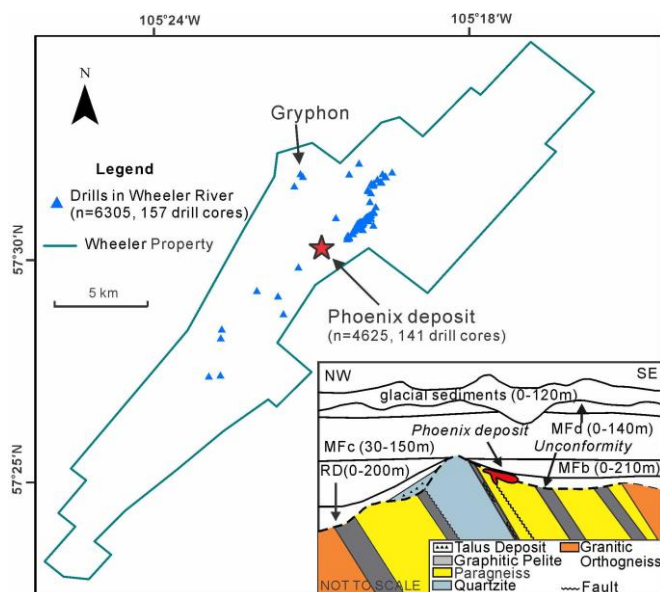 105°24'W
105°18'W
N
Gryphon
Legend
Drills in Wheeler River
(n=6305, 157 drill cores)
Wheeler Property
57°30'N
5 km
Phoenix deposit
(n=4625, 141 drill cores)
57°25'N
NW
SE
glacial sediments (0-120m)
MFd (0-140m)
Phoenix deposit
Unconformity
MFc (30-150m)
RD(0-200m)
MFb (0-210m)
Talus Deposit
Graphitic Pelite
Paragneiss
Quartzite
Granitic
Orthogneiss
Fault
NOT TO SCALE